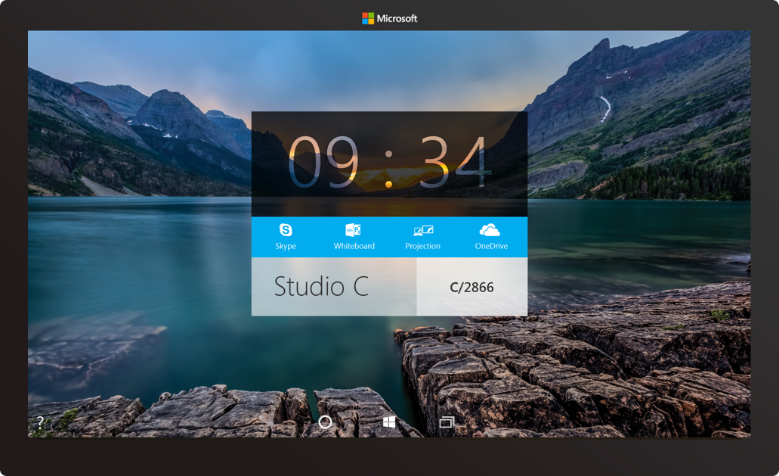 Microsoft
09 : 34
Skype Whiteboard Projection OneDrive
Studio C C/2866
?